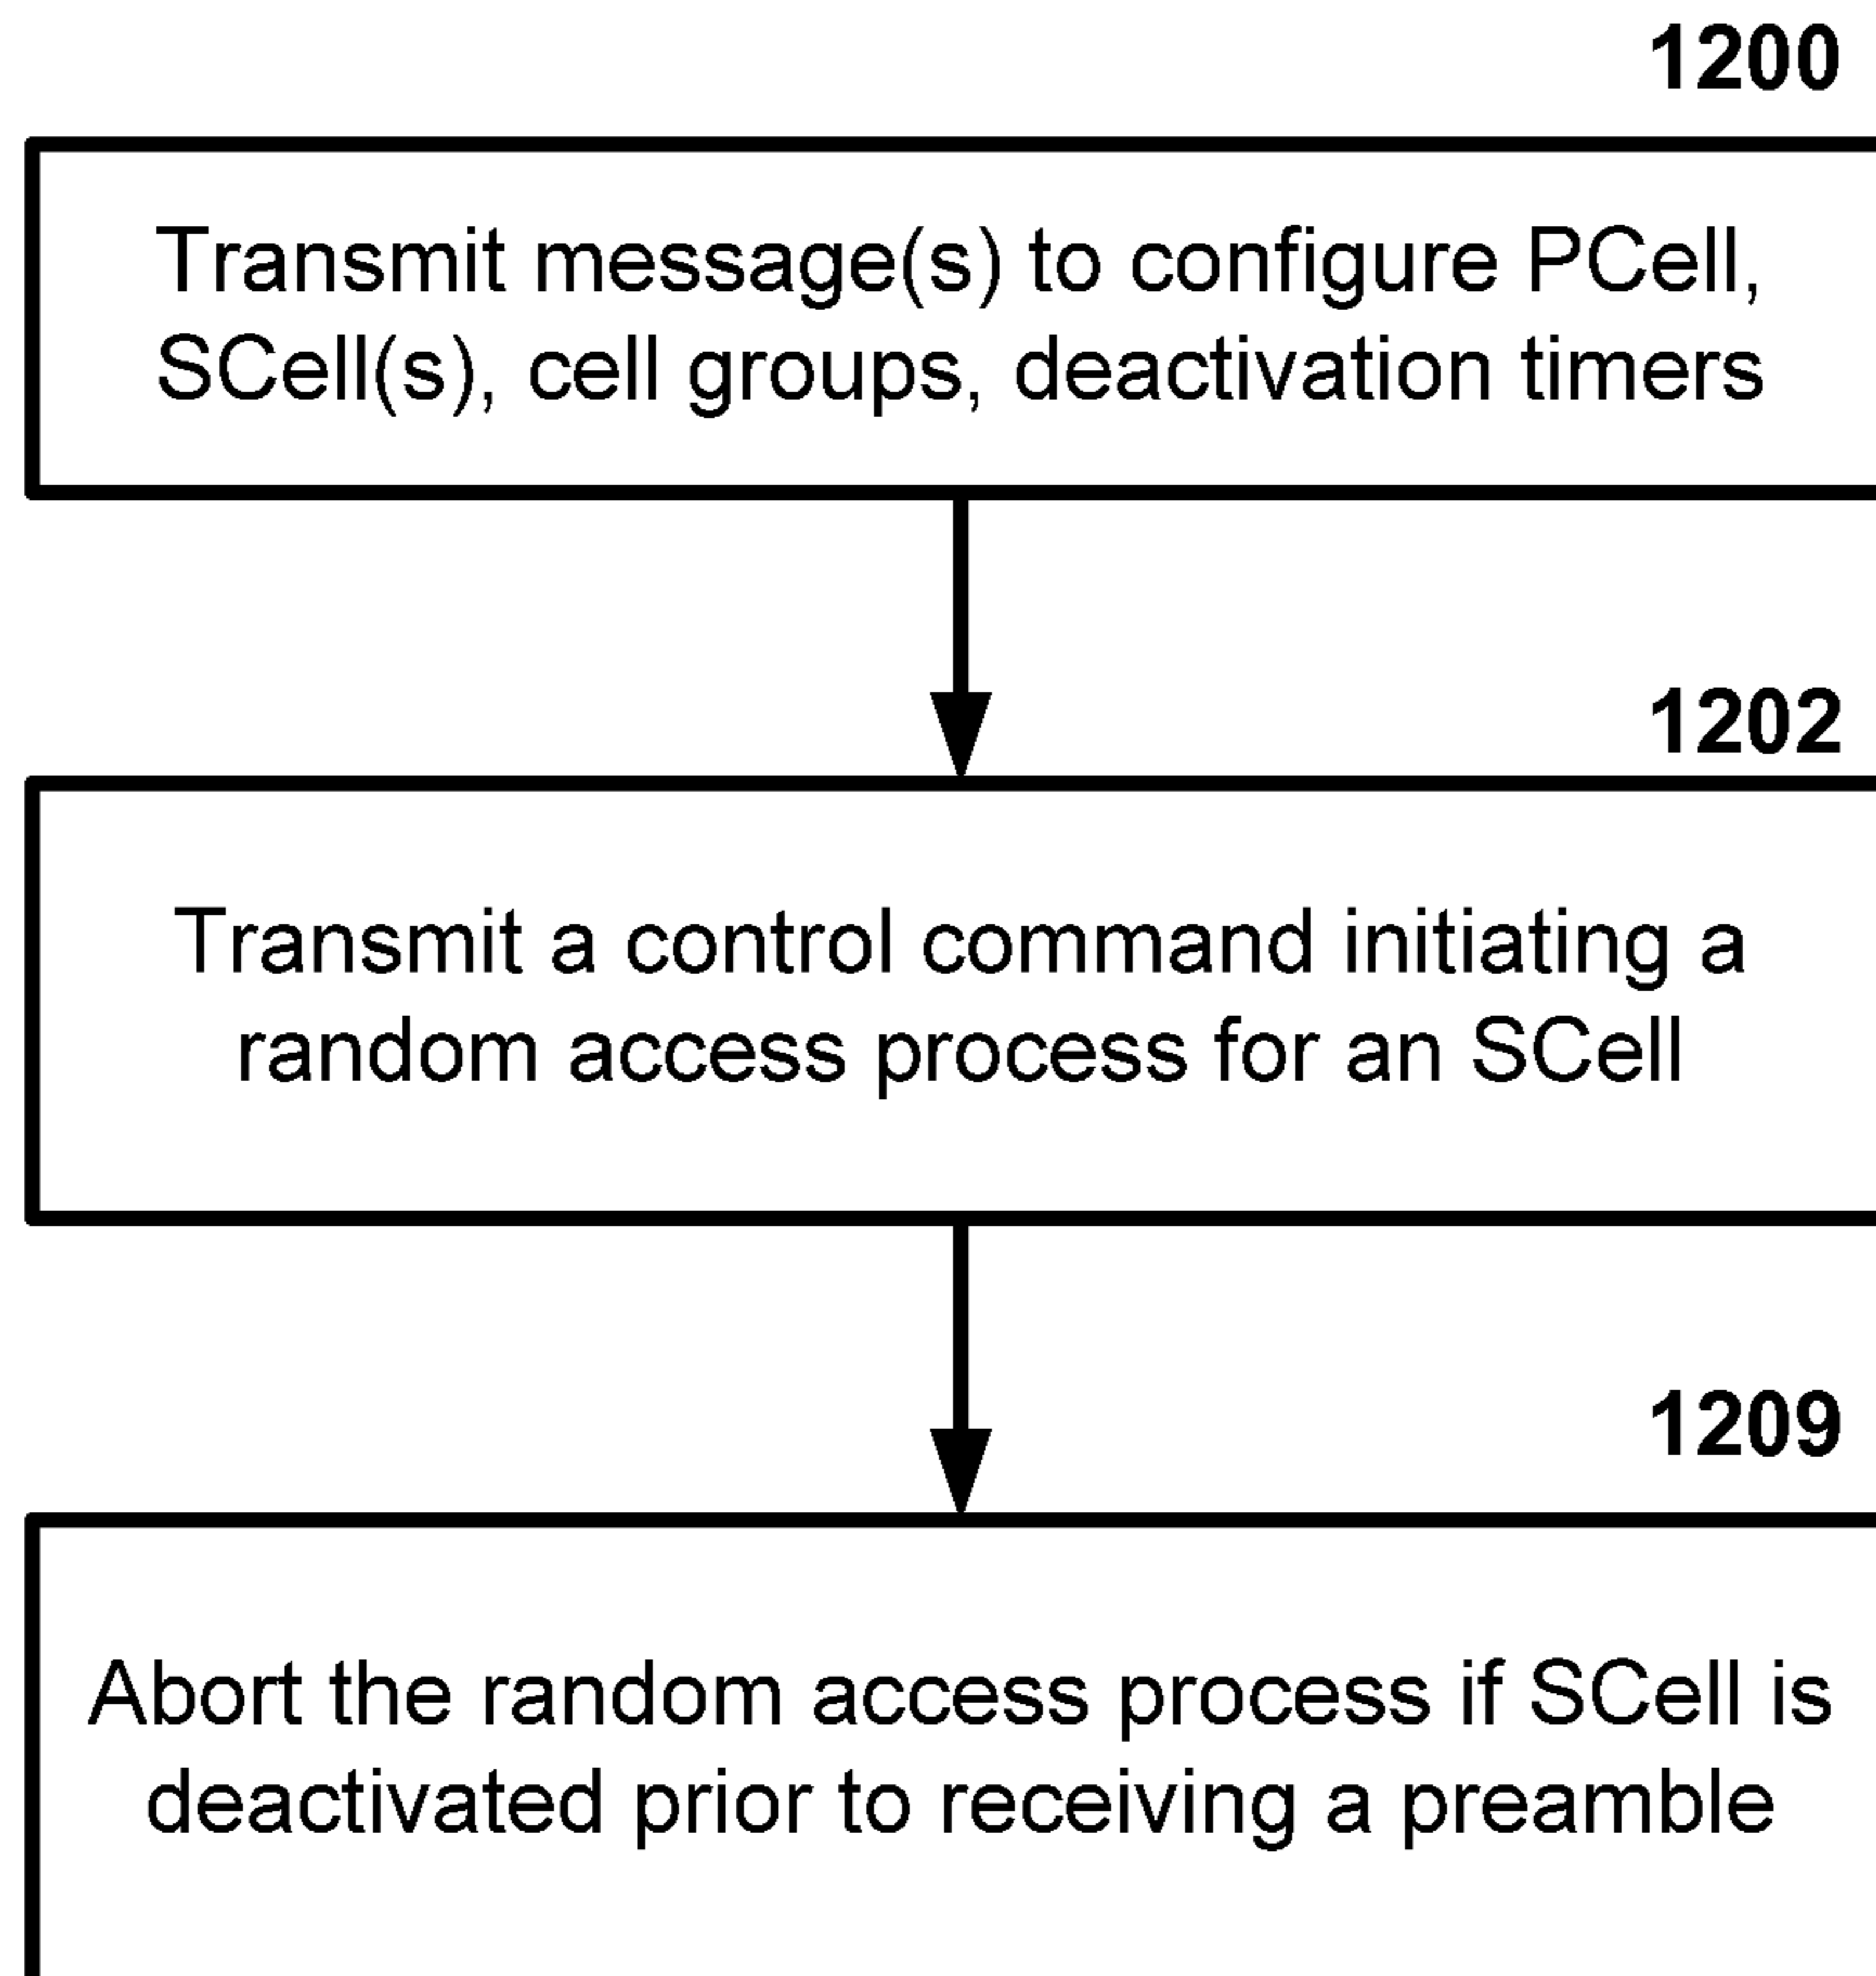 1200
Transmit message(s) to configure PCell,
SCell(s), cell groups, deactivation timers
1202
Transmit a control command initiating a
random access process for an SCell
1209
Abort the random access process if SCell is
deactivated prior to receiving a preamble